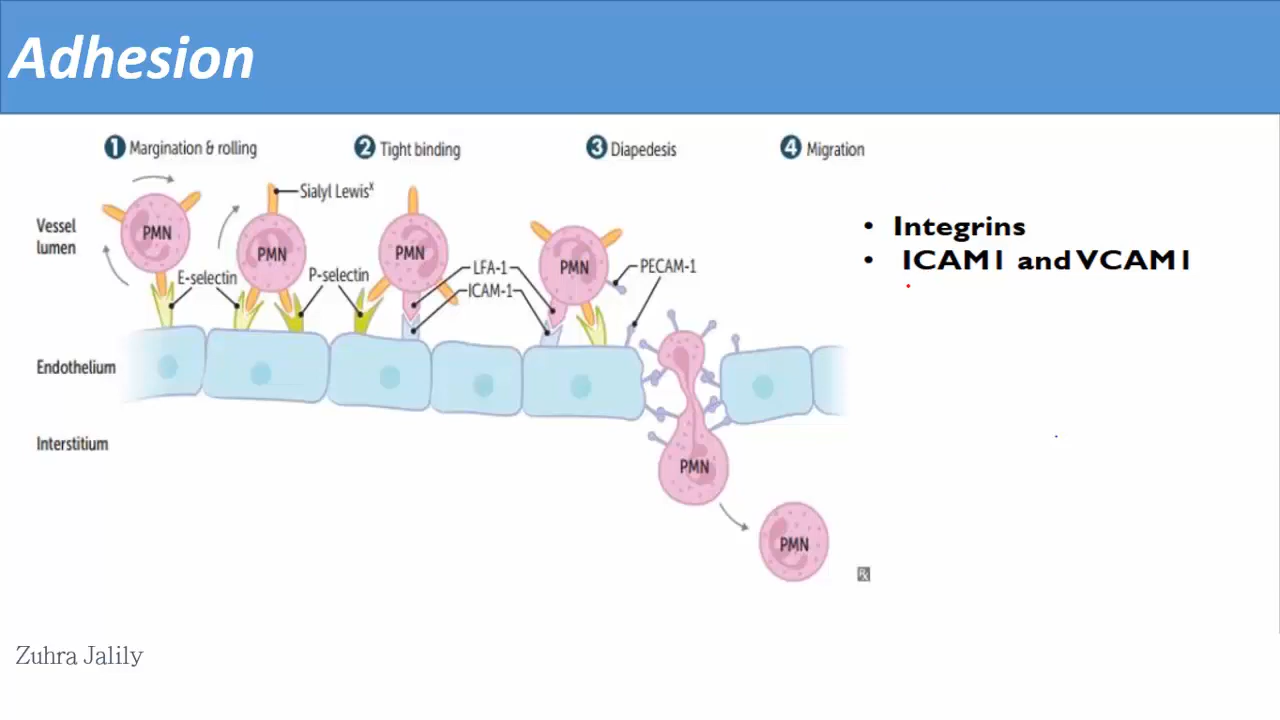 Adhesion
1 Margination & rolling
2 Tight binding
3 Diapedesis
4 Migration
Sialyl Lewisˣ
Vessel
lumen
PMN
PMN
PMN
PMN
E-selectin
P-selectin
LFA-1
ICAM-1
PECAM-1
Endothelium
Interstitium
PMN
PMN
℞
• Integrins
• ICAM1 and VCAM1
Zuhra Jalily